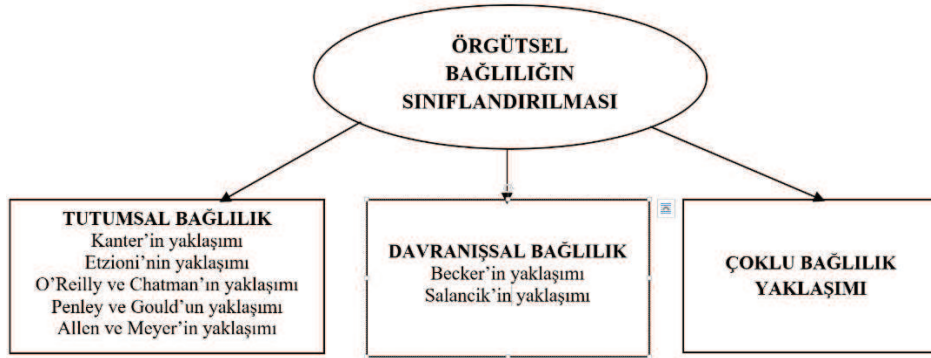 ÖRGÜTSEL
BAĞLILIĞIN
SINIFLANDIRILMASI
TUTUMSAL BAĞLILIK
Kanter’in yaklaşımı
Etzioni’nin yaklaşımı
O’Reilly ve Chatman’ın yaklaşımı
Penley ve Gould’un yaklaşımı
Allen ve Meyer’in yaklaşımı
DAVRANIŞSAL BAĞLILIK
Becker’in yaklaşımı
Salancik’in yaklaşımı
ÇOKLU BAĞLILIK
YAKLAŞIMI